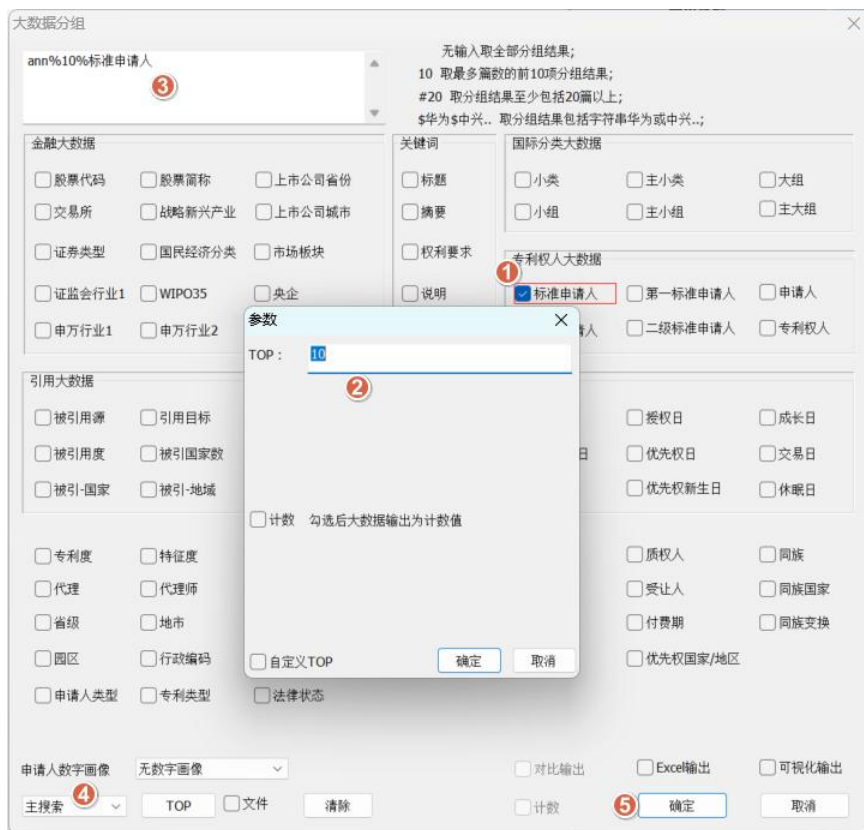 大数据分组
ann%10%标准申请人
③
无输入取全部分组结果;
10 取最多篇数的前10项分组结果;
#20 取分组结果至少包括20篇以上;
$华为$中兴.. 取分组结果包括字符串华为或中兴..;
金融大数据 关键词 国际分类大数据
股票代码 股票简称 上市公司省份 标题 小类 主小类 大组
交易所 战略新兴产业 上市公司城市 摘要 小组 主小组 主大组
证券类型 国民经济分类 市场板块 权利要求 专利权人大数据
①
证监会行业1 WIPO35 央企 说明 标准申请人 第一标准申请人 申请人
申万行业1 申万行业2 人 二级标准申请人 专利权人
参数
TOP: 10
②
计数 勾选后大数据输出为计数值
自定义TOP 确定 取消
引用大数据
被引用源 引用目标 授权日 成长日
被引用度 被引国家数 日 优先权日 交易日
被引-国家 被引-地域 优先权新生日 休眠日
专利度 特征度 质权人 同族
代理 代理师 受让人 同族国家
省级 地市 付费期 同族变换
园区 行政编码 优先权国家/地区
申请人类型 专利类型 法律状态
申请人数字画像 无数字画像 对比输出 Excel输出 可视化输出
主搜索 ④ TOP 文件 清除 计数 ⑤ 确定 取消